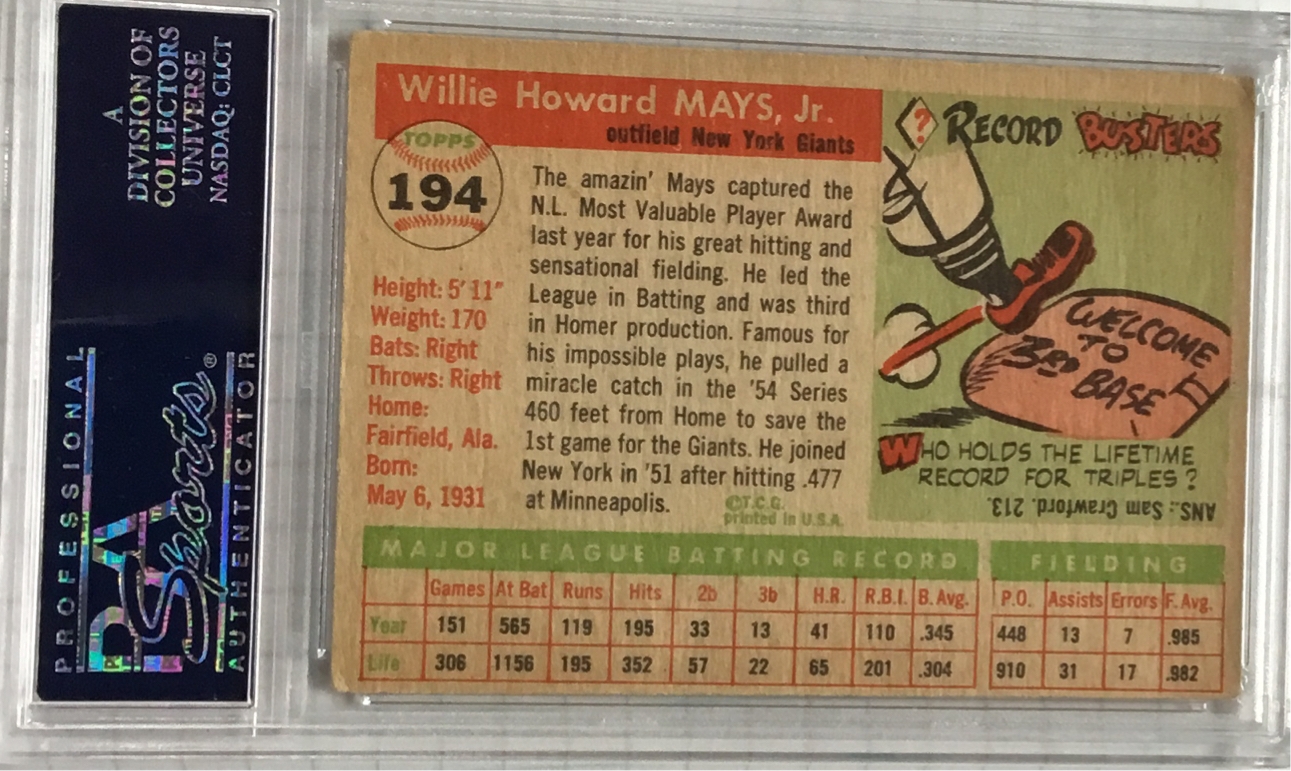 A
DIVISION OF
COLLECTORS
UNIVERSE
NASDAQ: CLCT
PROFESSIONAL
PSA
Sports®
AUTHENTICATOR
Willie Howard MAYS, Jr.
outfield New York Giants
TOPPS
194
Height: 5' 11"
Weight: 170
Bats: Right
Throws: Right
Home:
Fairfield, Ala.
Born:
May 6, 1931
The amazin' Mays captured the
N.L. Most Valuable Player Award
last year for his great hitting and
sensational fielding. He led the
League in Batting and was third
in Homer production. Famous for
his impossible plays, he pulled a
miracle catch in the '54 Series
460 feet from Home to save the
1st game for the Giants. He joined
New York in '51 after hitting .477
at Minneapolis.
©T.C.G.
printed in U.S.A.
? RECORD BUSTERS
WELCOME
TO
3RD BASE
WHO HOLDS THE LIFETIME
RECORD FOR TRIPLES?
ANS.: Sam Crawford. 213.
MAJOR LEAGUE BATTING RECORD FIELDING
Games At Bat Runs Hits 2b 3b H.R. R.B.I. B. Avg. P.O. Assists Errors F. Avg.
Year 151 565 119 195 33 13 41 110 .345 448 13 7 .985
Life 306 1156 195 352 57 22 65 201 .304 910 31 17 .982